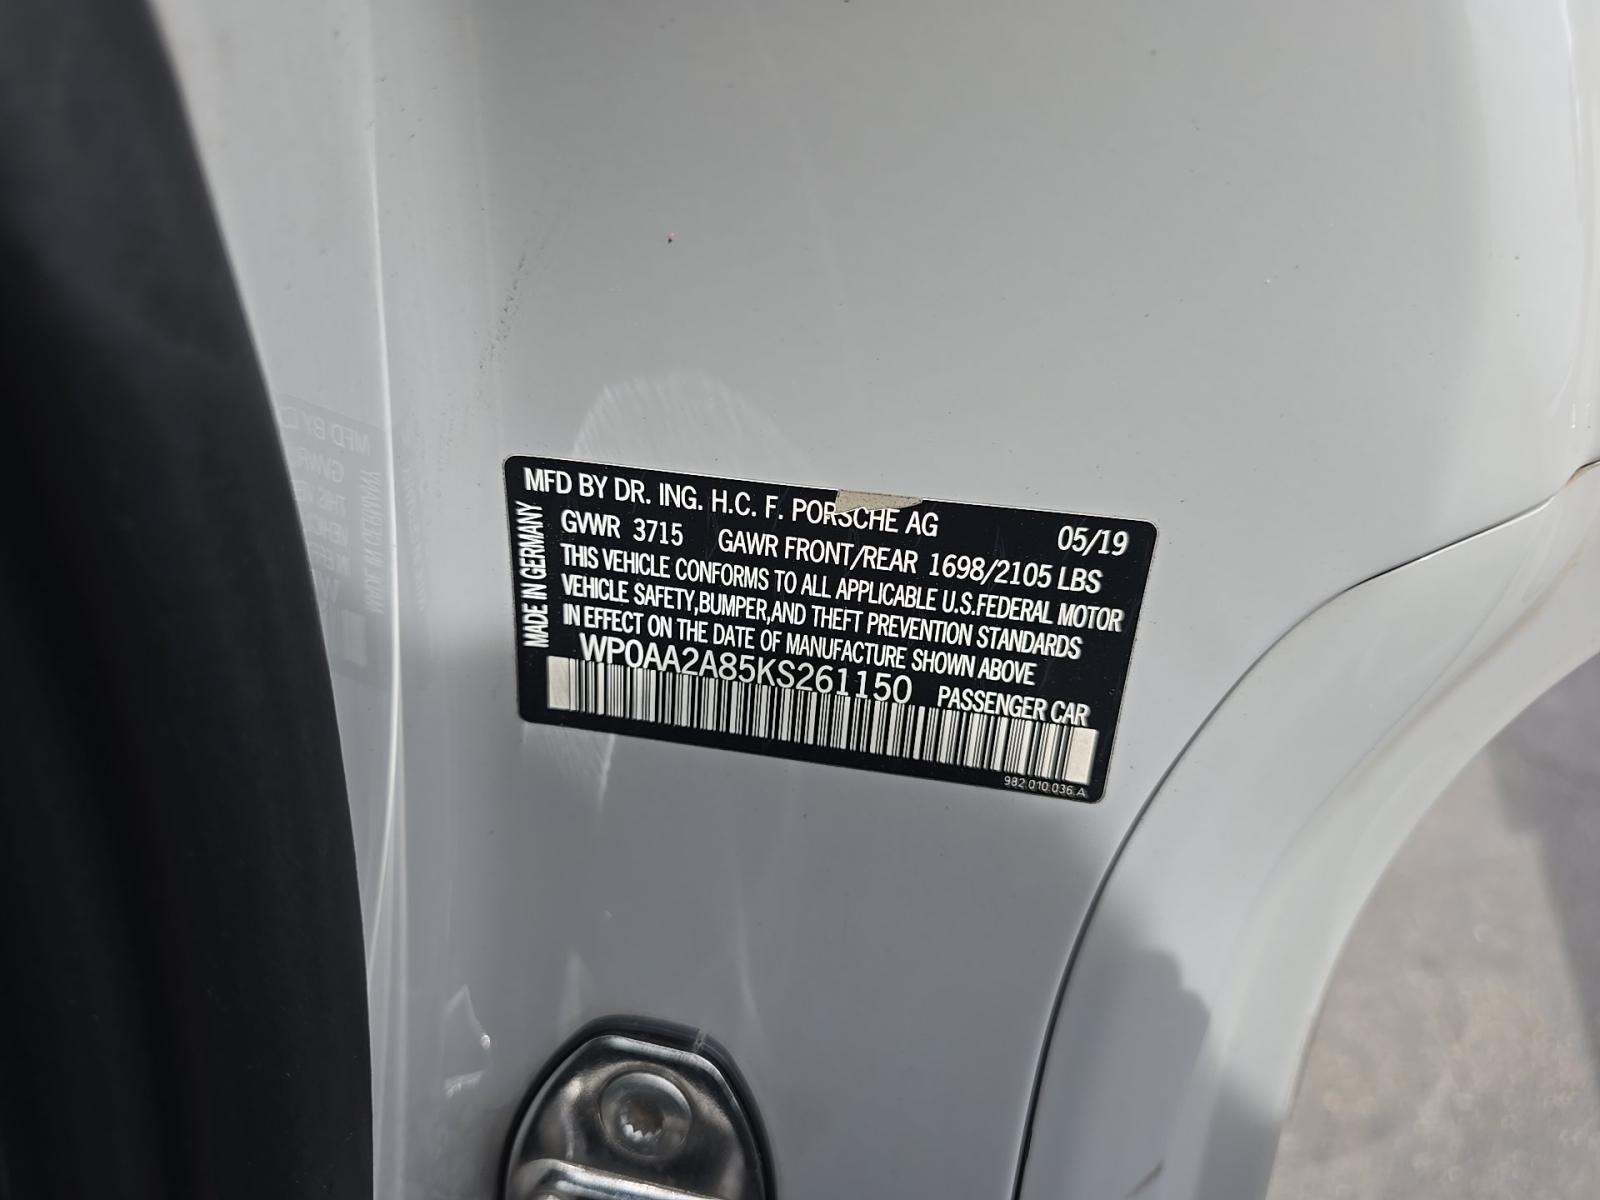 MFD BY DR. ING. H.C. F. PORSCHE AG 05/19
MADE IN GERMANY
GVWR 3715 GAWR FRONT/REAR 1698/2105 LBS
THIS VEHICLE CONFORMS TO ALL APPLICABLE U.S.FEDERAL MOTOR
VEHICLE SAFETY,BUMPER,AND THEFT PREVENTION STANDARDS
IN EFFECT ON THE DATE OF MANUFACTURE SHOWN ABOVE
WP0AA2A85KS261150 PASSENGER CAR
982.010.036.A